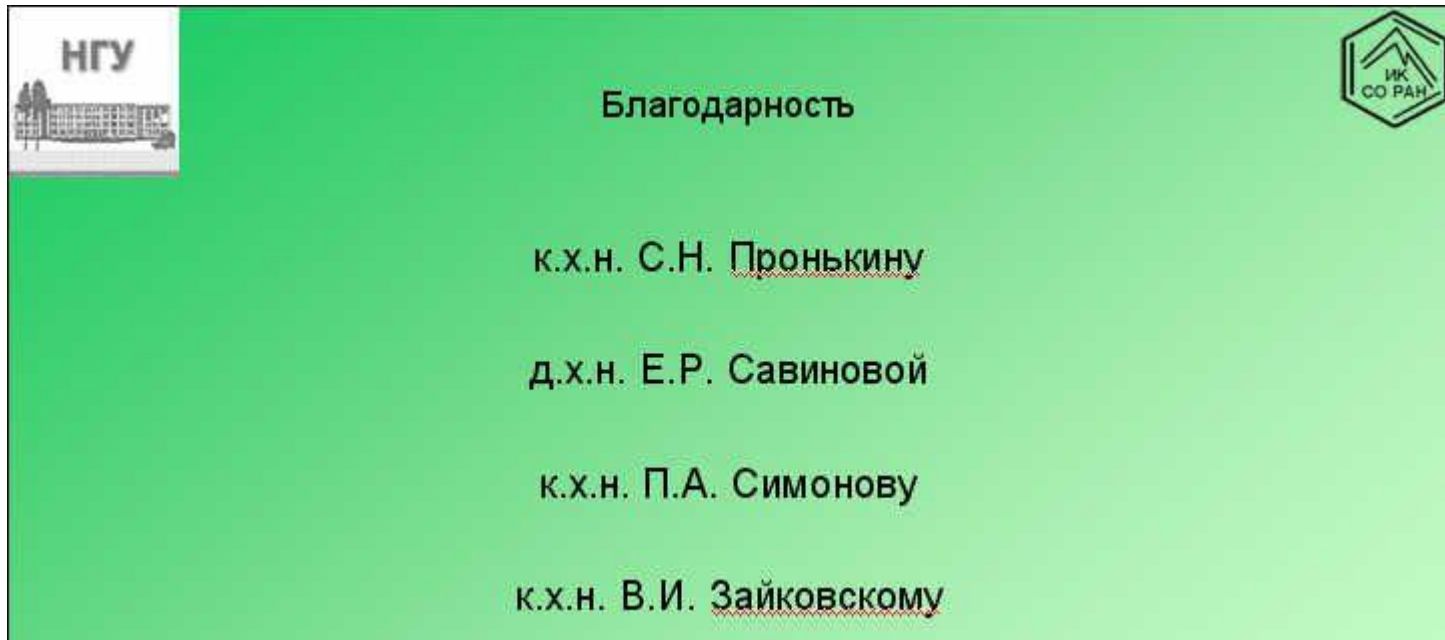 НГУ
ИК
СО РАН
Благодарность
к.х.н. С.Н. Пронькину
д.х.н. Е.Р. Савиновой
к.х.н. П.А. Симонову
к.х.н. В.И. Зайковскому